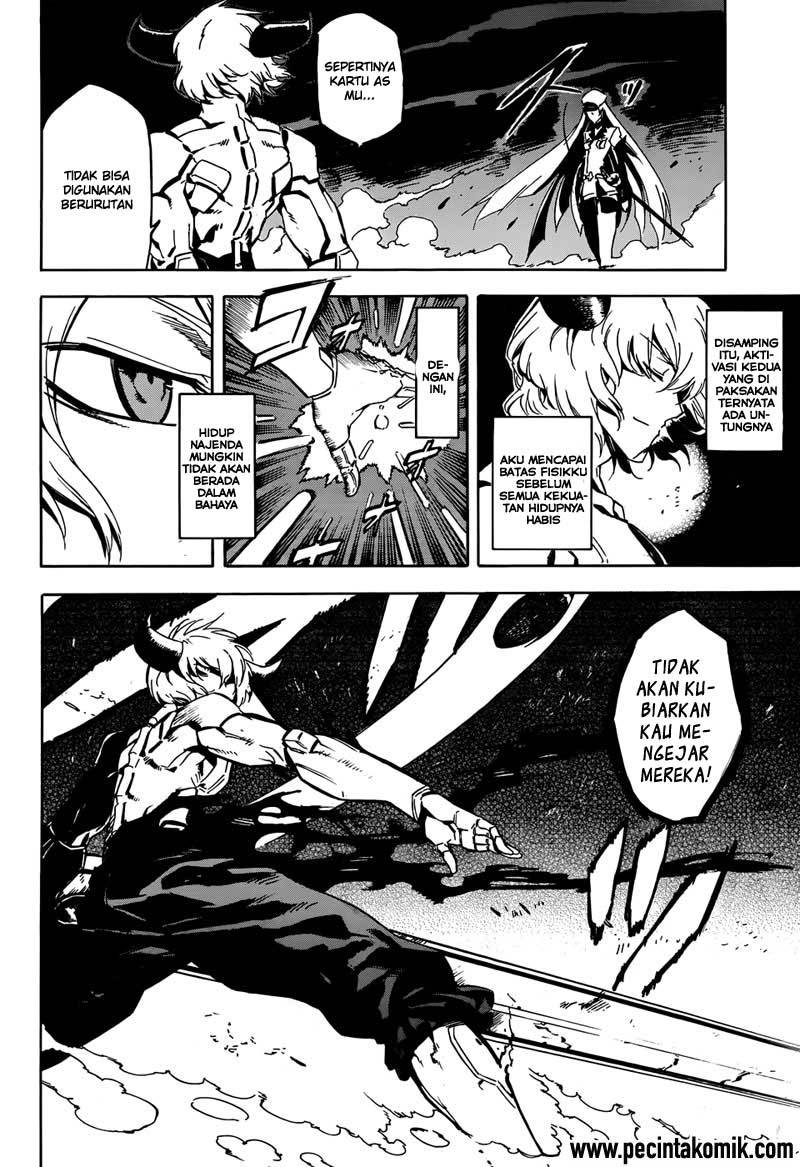 SEPERTINYA
KARTU AS
MU...
TIDAK BISA
DIGUNAKAN
BERURUTAN
DISAMPING
ITU, AKTI-
VASI KEDUA
YANG DI
PAKSAKAN
TERNYATA
ADA UN-
TUNGNYA
AKU MENCAPAI
BATAS FISIKKU
SEBELUM
SEMUA KEKUA-
TAN HIDUPNYA
HABIS
DE-
NGAN INI,
HIDUP
NAJENDA
MUNGKIN
TIDAK AKAN
BERADA
DALAM
BAHAYA
TIDAK
AKAN KU-
BIARKAN
KAU ME-
NGEJAR
MEREKA!
www.pecintakomik.com